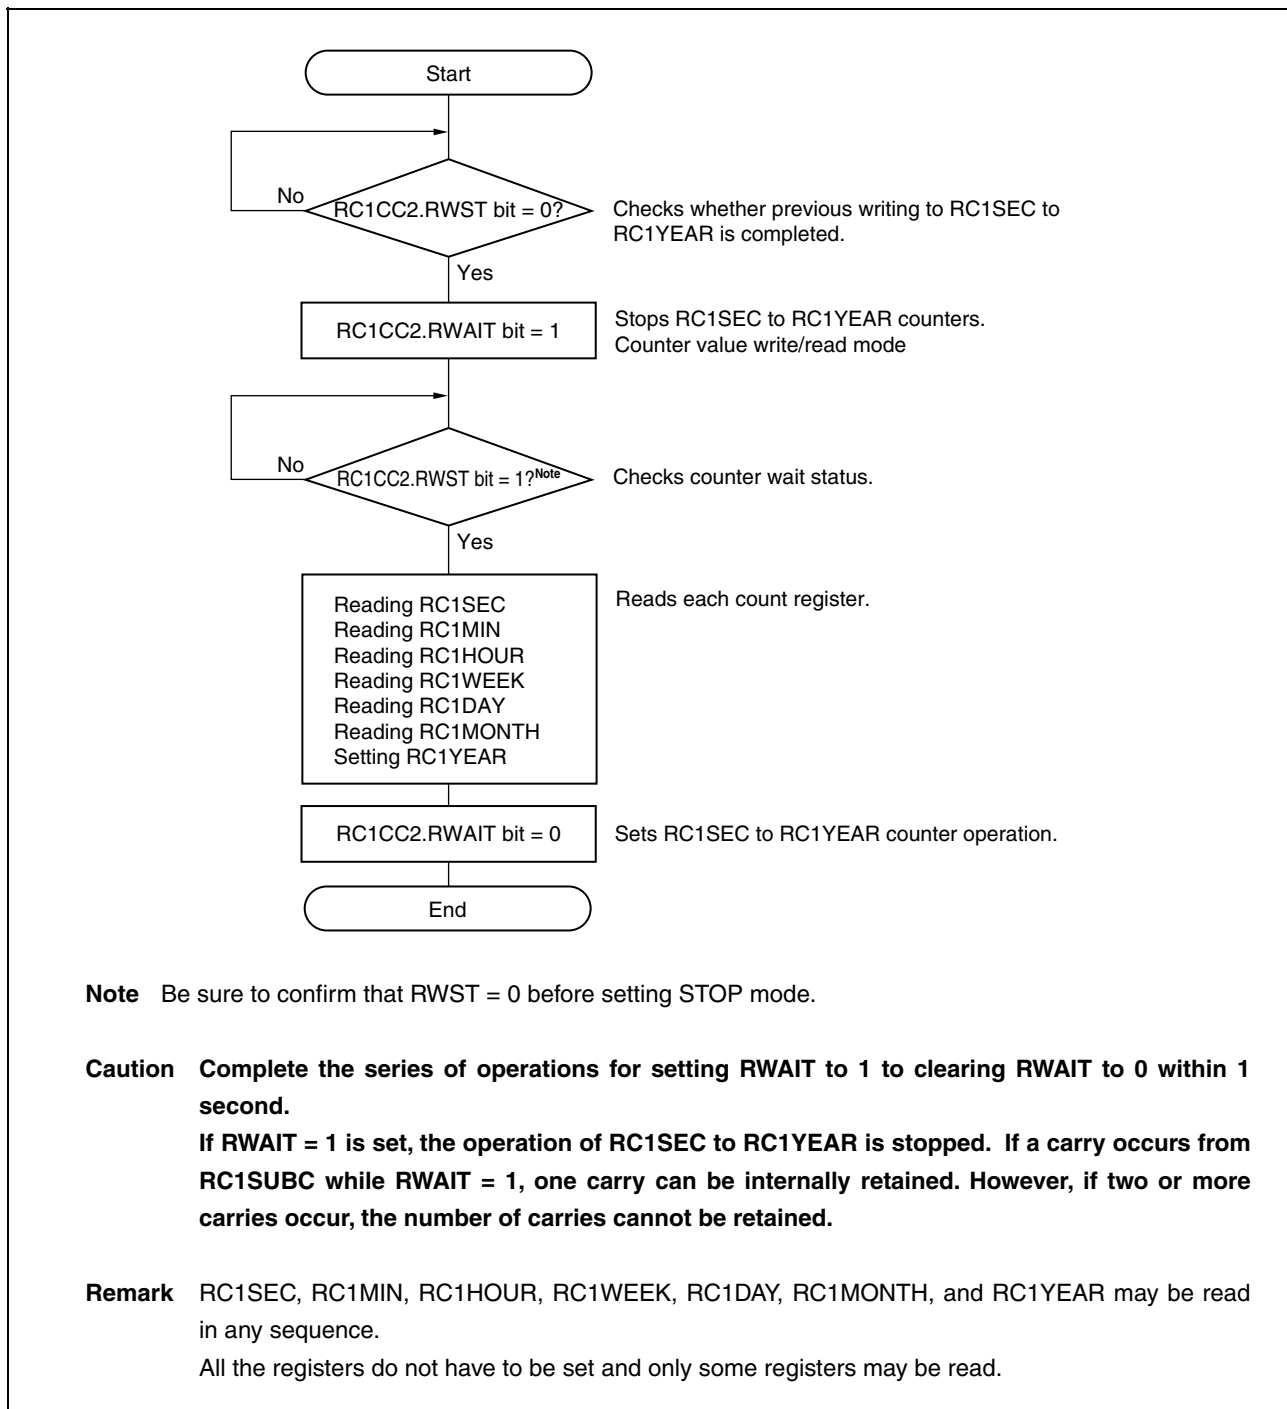 Start
No
RC1CC2.RWST bit = 0?
Checks whether previous writing to RC1SEC to
RC1YEAR is completed.
Yes
RC1CC2.RWAIT bit = 1
Stops RC1SEC to RC1YEAR counters.
Counter value write/read mode
No
RC1CC2.RWST bit = 1?Note
Checks counter wait status.
Yes
Reading RC1SEC
Reading RC1MIN
Reading RC1HOUR
Reading RC1WEEK
Reading RC1DAY
Reading RC1MONTH
Setting RC1YEAR
Reads each count register.
RC1CC2.RWAIT bit = 0
Sets RC1SEC to RC1YEAR counter operation.
End
Note Be sure to confirm that RWST = 0 before setting STOP mode.
Caution Complete the series of operations for setting RWAIT to 1 to clearing RWAIT to 0 within 1
second.
If RWAIT = 1 is set, the operation of RC1SEC to RC1YEAR is stopped. If a carry occurs from
RC1SUBC while RWAIT = 1, one carry can be internally retained. However, if two or more
carries occur, the number of carries cannot be retained.
Remark RC1SEC, RC1MIN, RC1HOUR, RC1WEEK, RC1DAY, RC1MONTH, and RC1YEAR may be read
in any sequence.
All the registers do not have to be set and only some registers may be read.